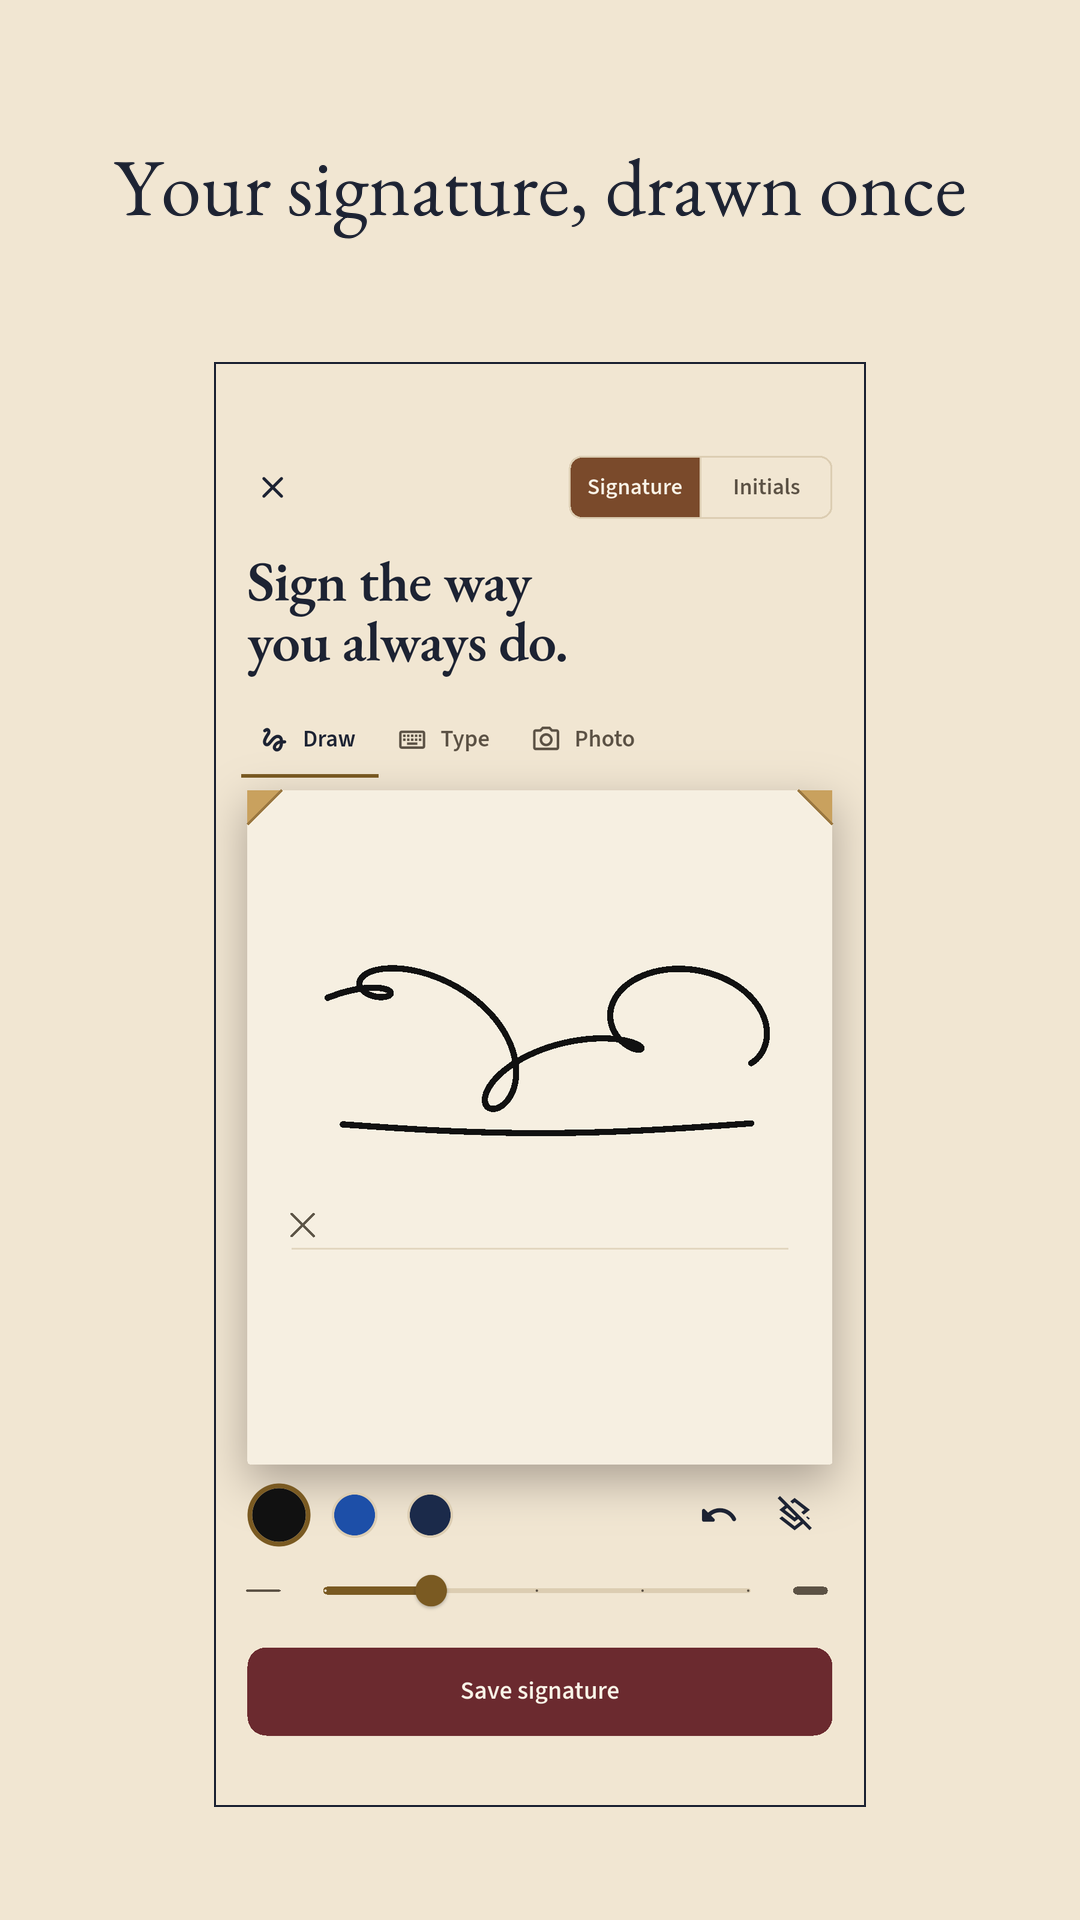 Your signature, drawn once
Signature Initials
Sign the way
you always do.
Draw Type Photo
Save signature